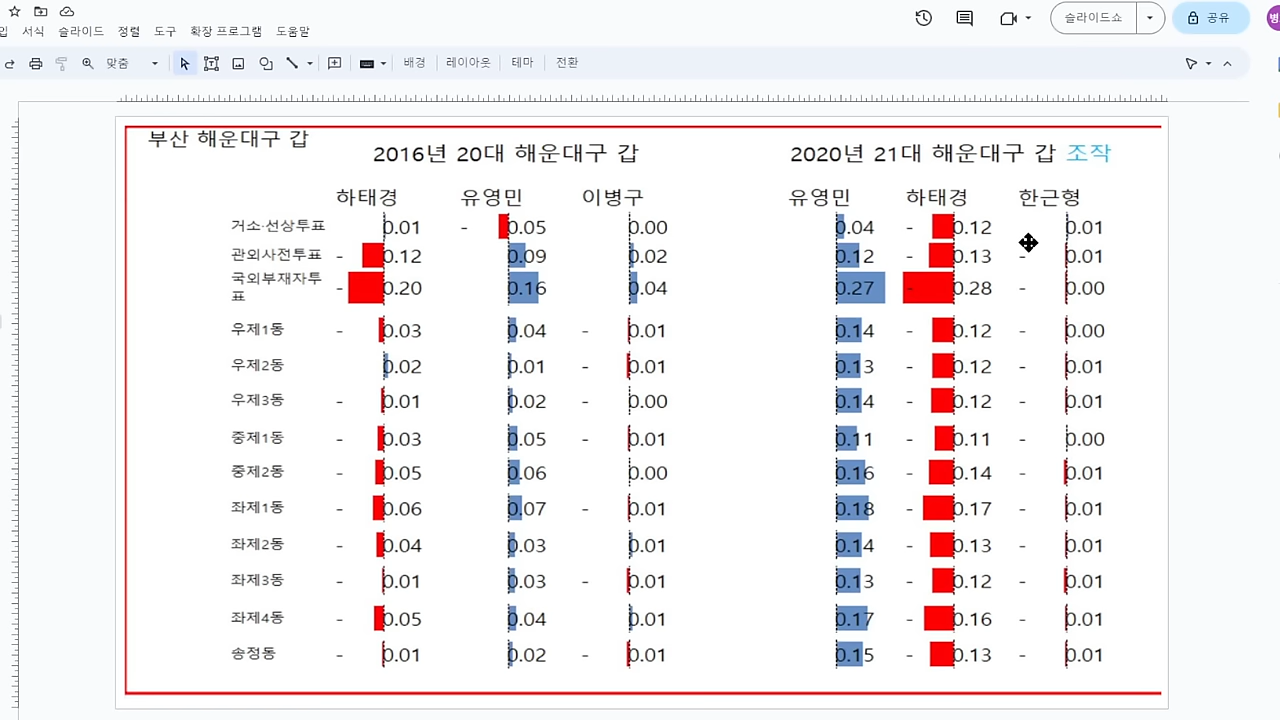 입 서식 슬라이드 정렬 도구 확장 프로그램 도움말
슬라이드쇼 공유
맞춤 배경 레이아웃 테마 전환
부산 해운대구 갑
2016년 20대 해운대구 갑 2020년 21대 해운대구 갑 조작
하태경 유영민 이병구 유영민 하태경 한근형
거소·선상투표 0.01 - 0.05 0.00 0.04 - 0.12 0.01
관외사전투표 - 0.12 0.09 0.02 0.12 - 0.13 - 0.01
국외부재자투
표 - 0.20 0.16 0.04 0.27 - 0.28 - 0.00
우제1동 - 0.03 0.04 - 0.01 0.14 - 0.12 - 0.00
우제2동 0.02 0.01 - 0.01 0.13 - 0.12 - 0.01
우제3동 - 0.01 0.02 - 0.00 0.14 - 0.12 - 0.01
중제1동 - 0.03 0.05 - 0.01 0.11 - 0.11 - 0.00
중제2동 - 0.05 0.06 0.00 0.16 - 0.14 - 0.01
좌제1동 - 0.06 0.07 - 0.01 0.18 - 0.17 - 0.01
좌제2동 - 0.04 0.03 0.01 0.14 - 0.13 - 0.01
좌제3동 - 0.01 0.03 - 0.01 0.13 - 0.12 - 0.01
좌제4동 - 0.05 0.04 0.01 0.17 - 0.16 - 0.01
송정동 - 0.01 0.02 - 0.01 0.15 - 0.13 - 0.01